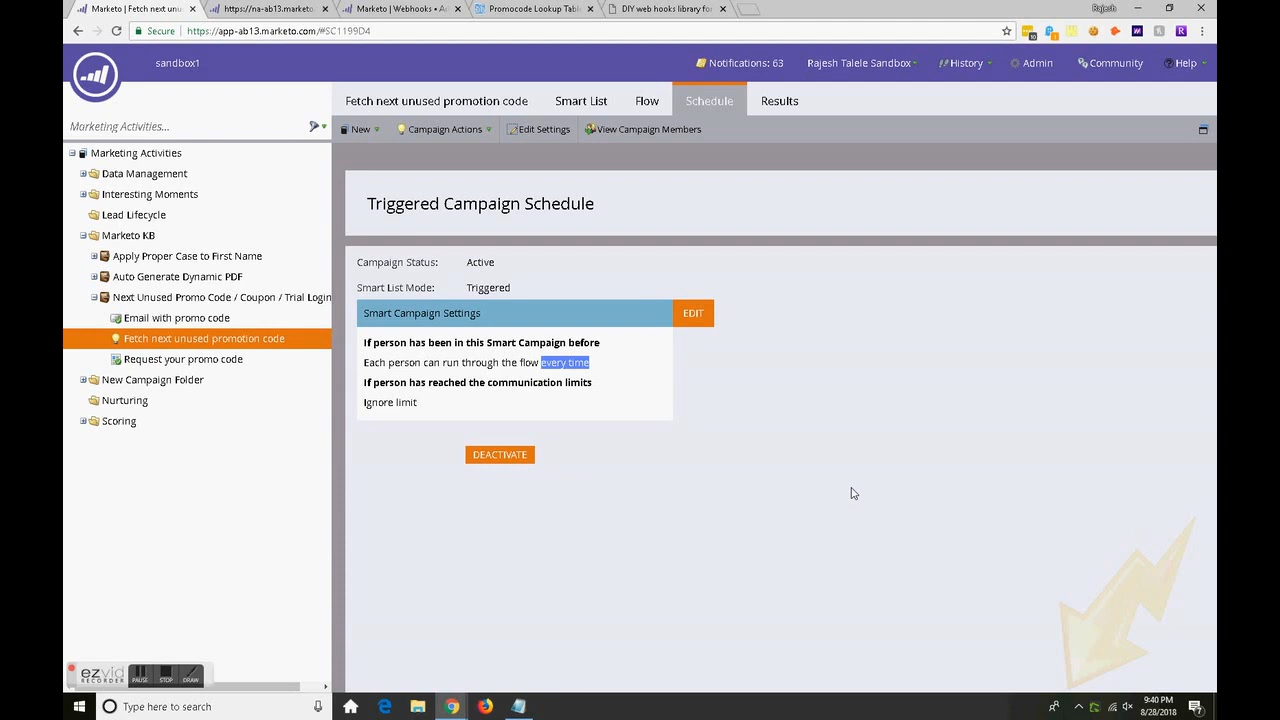 Marketo | Fetch next unus
https://na-ab13.marketo.
Marketo | Webhooks • A
Promocode Lookup Tab
DIY web hooks library for
Rajesh
Secure
https://app-ab13.marketo.com/#SC1199D4
sandbox1
Notifications: 63
Rajesh Talele Sandbox
History
Admin
Community
Help
Marketing Activities...
Fetch next unused promotion code
Smart List
Flow
Schedule
Results
New
Campaign Actions
Edit Settings
View Campaign Members
Marketing Activities
Data Management
Interesting Moments
Lead Lifecycle
Marketo KB
Apply Proper Case to First Name
Auto Generate Dynamic PDF
Next Unused Promo Code / Coupon / Trial Login
Email with promo code
Fetch next unused promotion code
Request your promo code
New Campaign Folder
Nurturing
Scoring
Triggered Campaign Schedule
Campaign Status: Active
Smart List Mode: Triggered
Smart Campaign Settings
EDIT
If person has been in this Smart Campaign before
Each person can run through the flow every time
If person has reached the communication limits
Ignore limit
DEACTIVATE
ezvid
RECORDER
PAUSE
STOP
DRAW
Type here to search
9:40 PM
8/28/2018